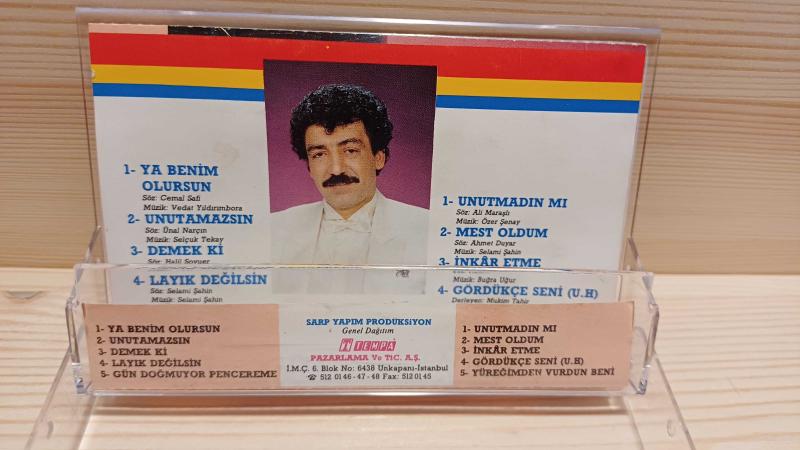 1- YA BENİM
OLURSUN
Söz: Cemal Safi
Müzik: Vedat Yıldırımbora
2- UNUTAMAZSIN
Söz: Ünal Narçın
Müzik: Selçuk Tekay
3- DEMEK Kİ
Söz: Halil Soyuer
4- LAYIK DEĞİLSİN
Söz: Selami Şahin
Müzik: Selami Şahin
1- UNUTMADIN MI
Söz: Ali Maraşlı
Müzik: Özer Şenay
2- MEST OLDUM
Söz: Ahmet Duyar
Müzik: Selami Şahin
3- İNKÂR ETME
Müzik: Buğra Uğur
4- GÖRDÜKÇE SENİ (U.H)
Derleyen: Mukim Tahir
1- YA BENİM OLURSUN
2- UNUTAMAZSIN
3- DEMEK Kİ
4- LAYIK DEĞİLSİN
5- GÜN DOĞMUYOR PENCEREME
SARP YAPIM PRODÜKSİYON
Genel Dağıtım
TEMPA
PAZARLAMA Ve TİC. A.Ş.
İ.M.Ç. 6. Blok No: 6438 Unkapanı-İstanbul
☎ 512 01 46 - 47 - 48 Fax: 512 01 45
1- UNUTMADIN MI
2- MEST OLDUM
3- İNKÂR ETME
4- GÖRDÜKÇE SENİ (U.H)
5- YÜREĞİMDEN VURDUN BENİ